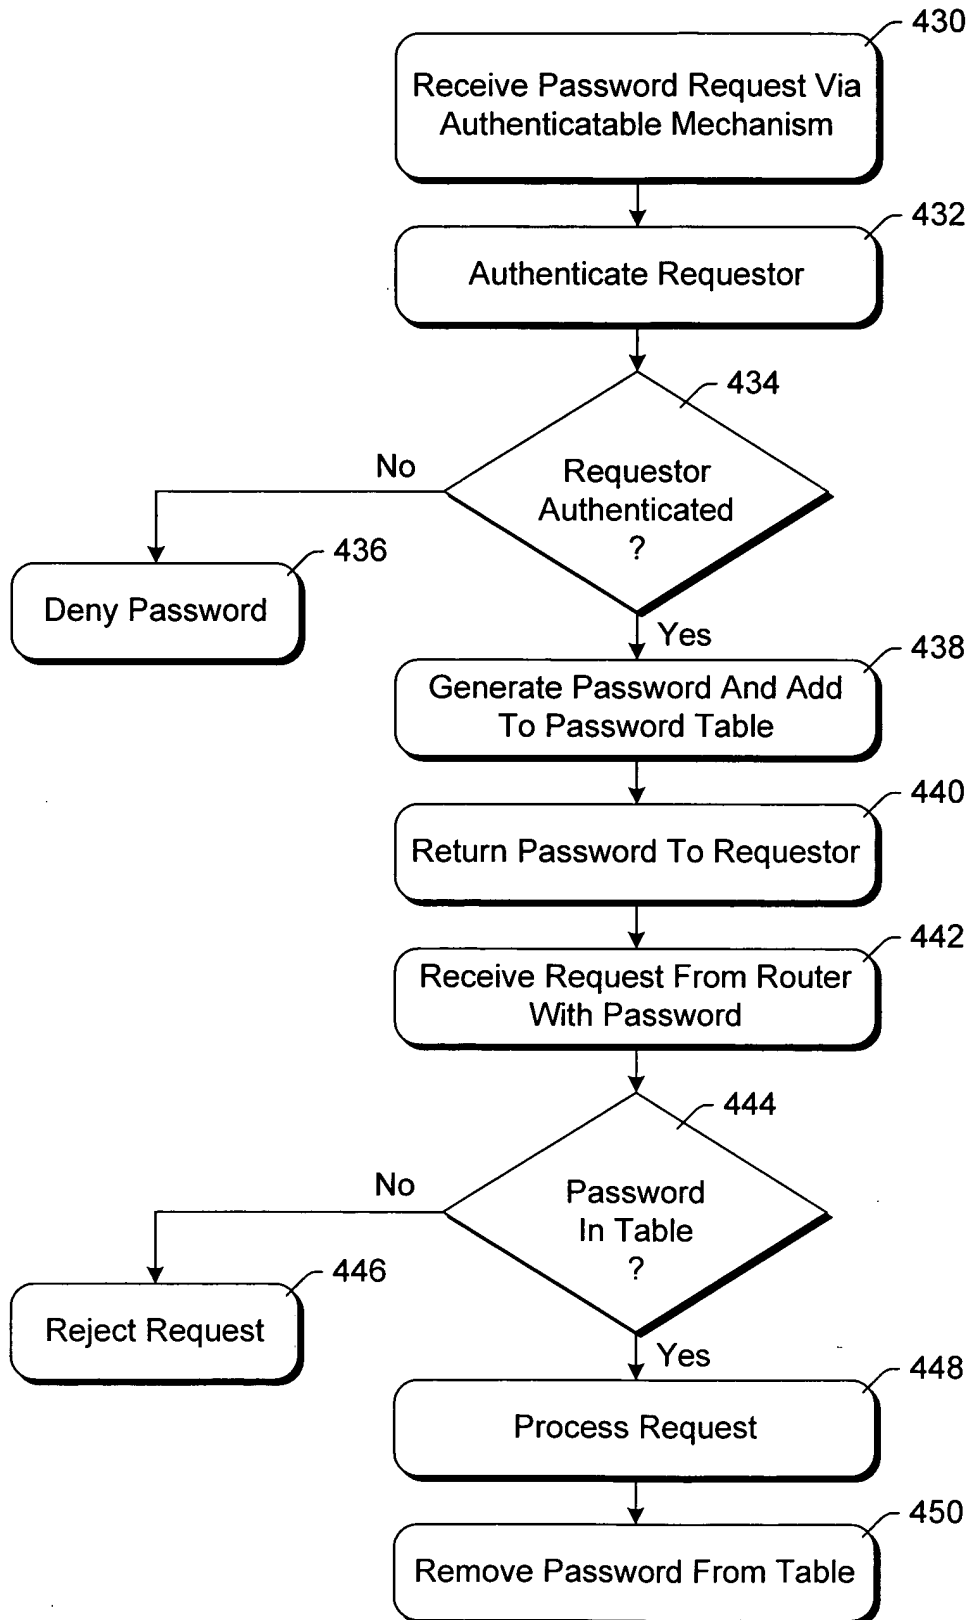 430
Receive Password Request Via
Authenticatable Mechanism
432
Authenticate Requestor
434
Requestor
Authenticated
?
No
436
Deny Password
Yes
438
Generate Password And Add
To Password Table
440
Return Password To Requestor
442
Receive Request From Router
With Password
444
Password
In Table
?
No
446
Reject Request
Yes
448
Process Request
450
Remove Password From Table